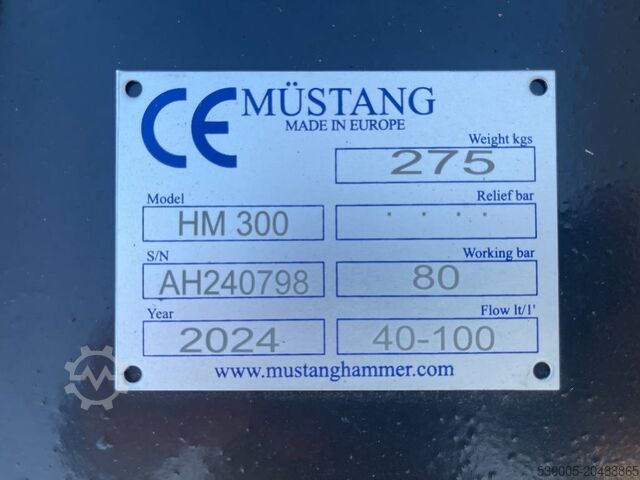 CE MÜSTANG
MADE IN EUROPE
Weight kgs
275
Model
HM 300
Relief bar
. . . .
S/N
AH240798
Working bar
80
Year
2024
Flow lt/1'
40-100
www.mustanghammer.com
530005-20483865